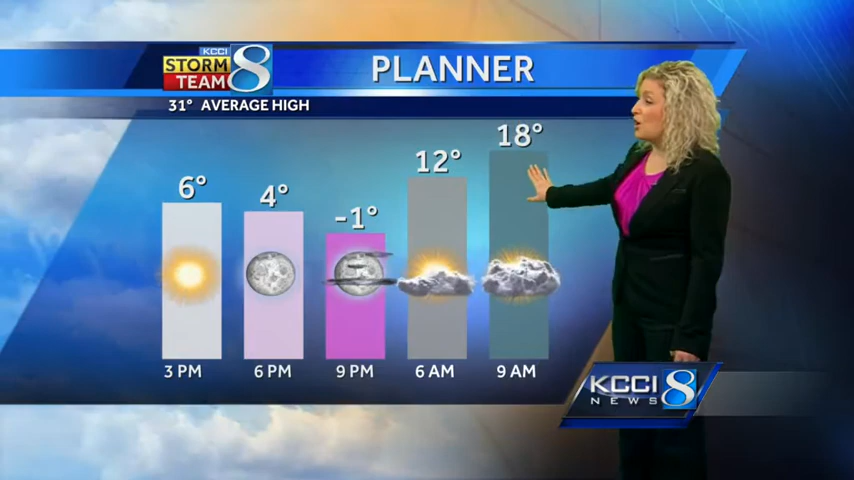 KCCI
STORM
TEAM 8
PLANNER
31° AVERAGE HIGH
6° 4° -1° 12° 18°
3 PM 6 PM 9 PM 6 AM 9 AM
KCCI 8
NEWS